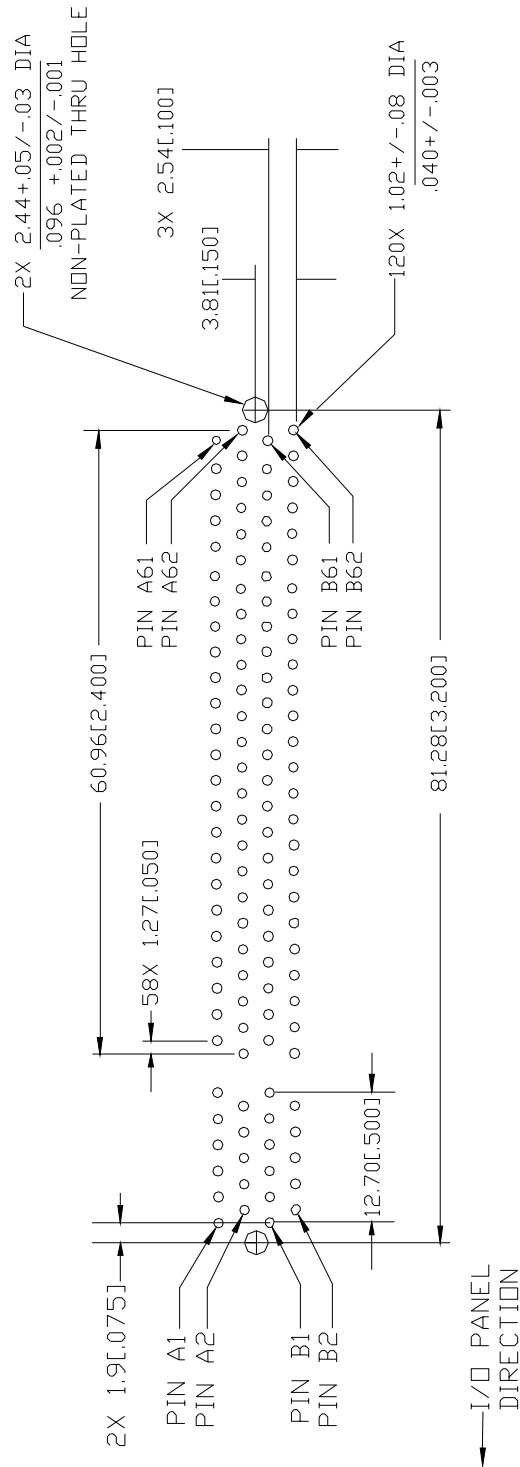 2X 2.44+.05/-.03 DIA
.096 +.002/-.001
NON-PLATED THRU HOLE
3X 2.54[.100]
3.81[.150]
120X 1.02+/-.08 DIA
.040+/-.003
PIN A61
PIN A62
PIN B61
PIN B62
60.96[2.400]
58X 1.27[.050]
81.28[3.200]
12.70[.500]
2X 1.9[.075]
PIN A1
PIN A2
PIN B1
PIN B2
I/O PANEL
DIRECTION